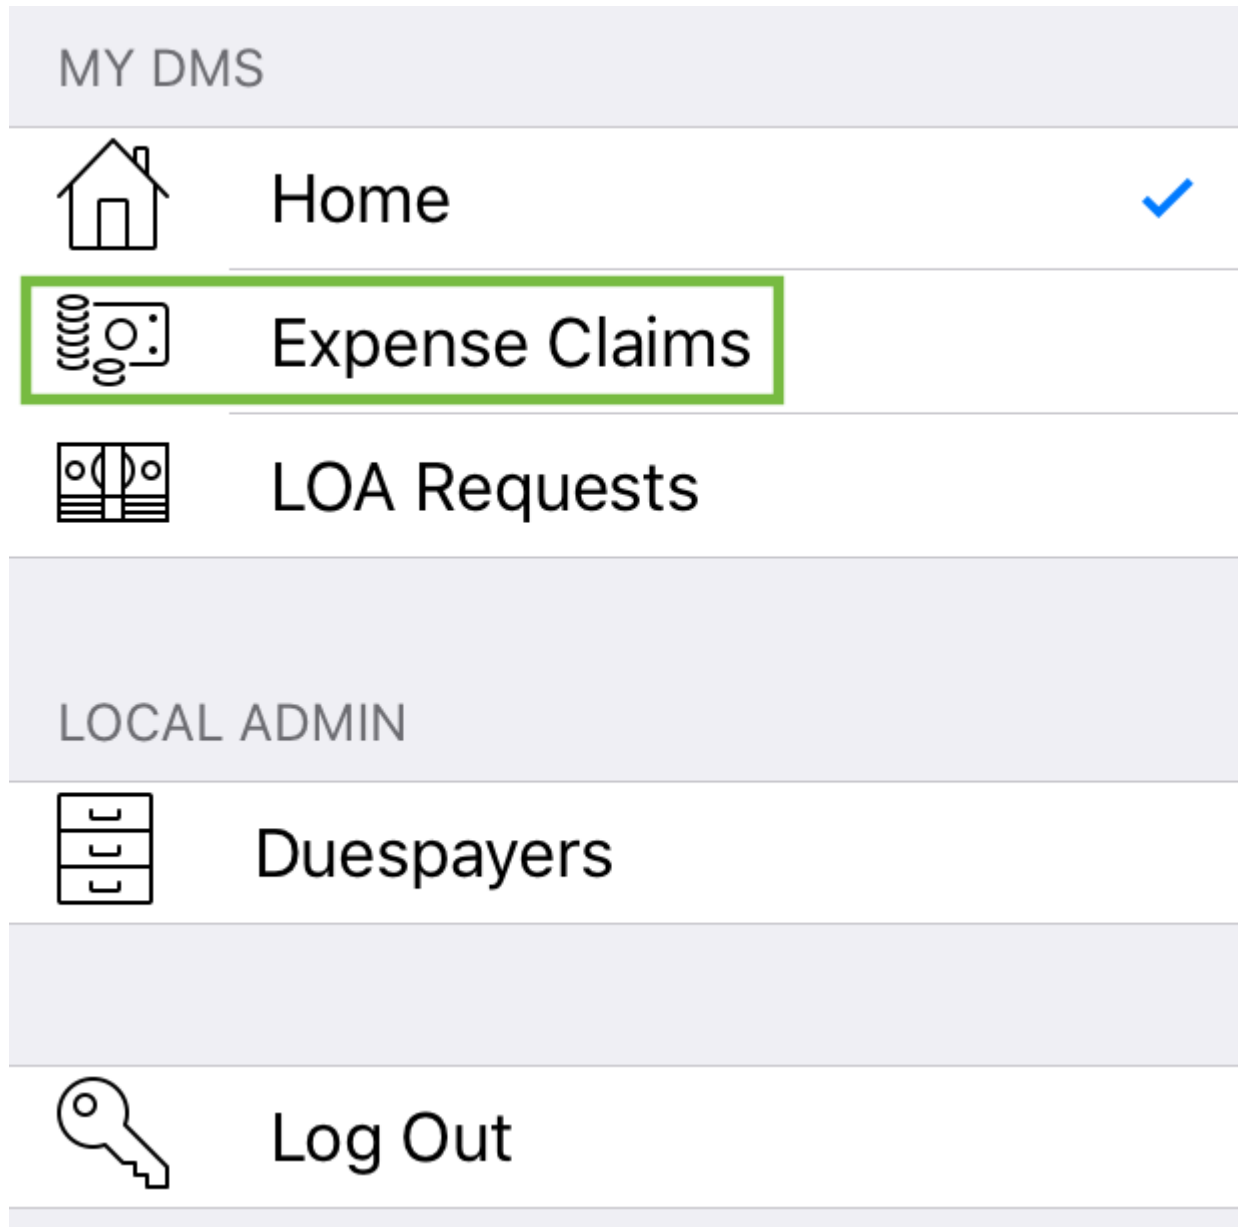 MY DMS
Home
Expense Claims
LOA Requests
LOCAL ADMIN
Duespayers
Log Out